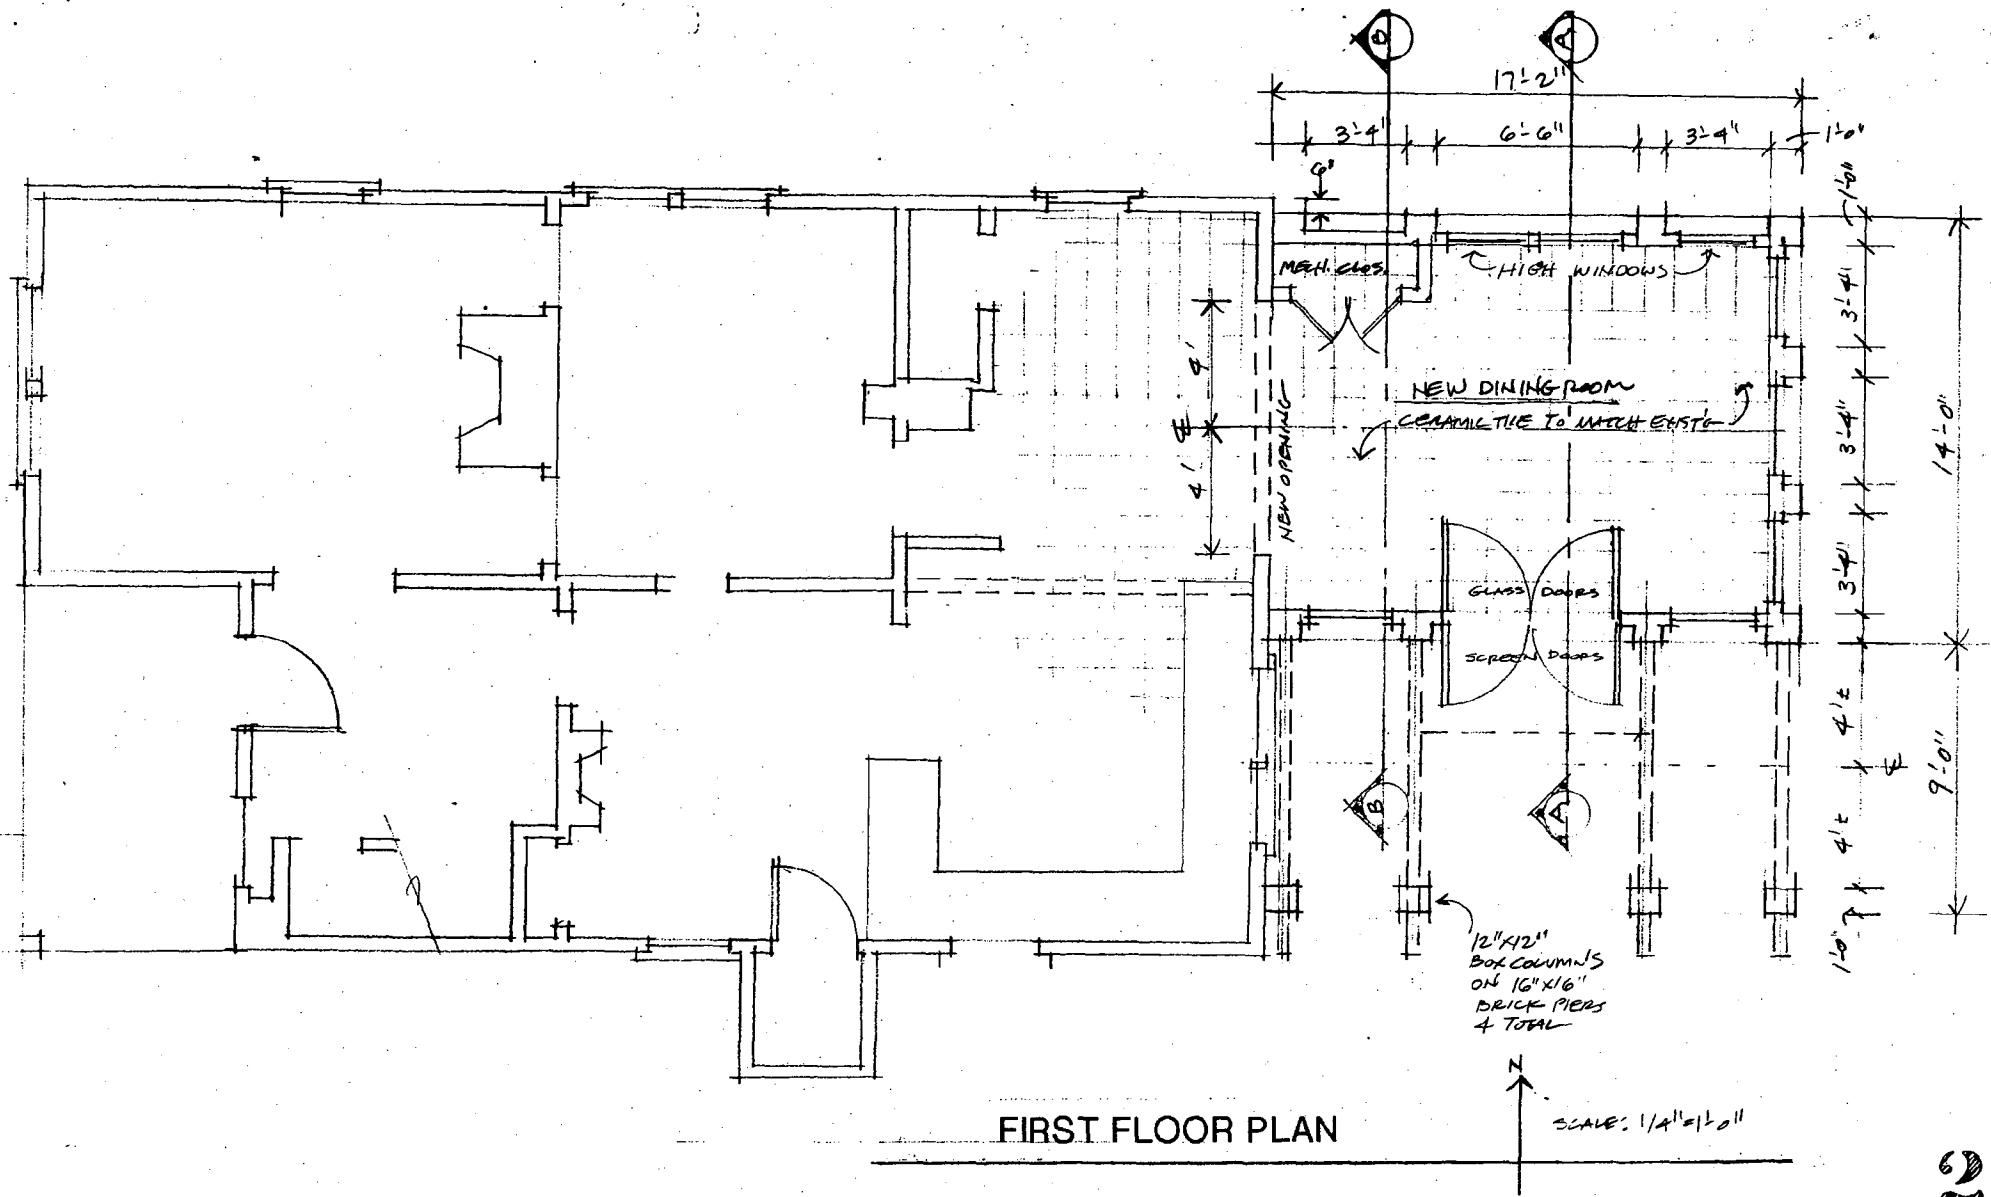 B
A
17'-2"
3'-4"
6'-6"
3'-4"
1'-0"
6"
1'-0"
MECH. CLOS.
HIGH WINDOWS
3'-4"
4'
NEW DINING ROOM
CERAMIC TILE TO MATCH EXIST'G
℄
NEW OPENING
4'
3'-4"
14'-0"
3'-4"
GLASS DOORS
SCREEN DOORS
4'±
℄
9'-0"
B
A
4'±
1'-0"
12"X12"
BOX COLUMNS
ON 16"X16"
BRICK PIERS
4 TOTAL
N
FIRST FLOOR PLAN
SCALE: 1/4"=1'-0"
2